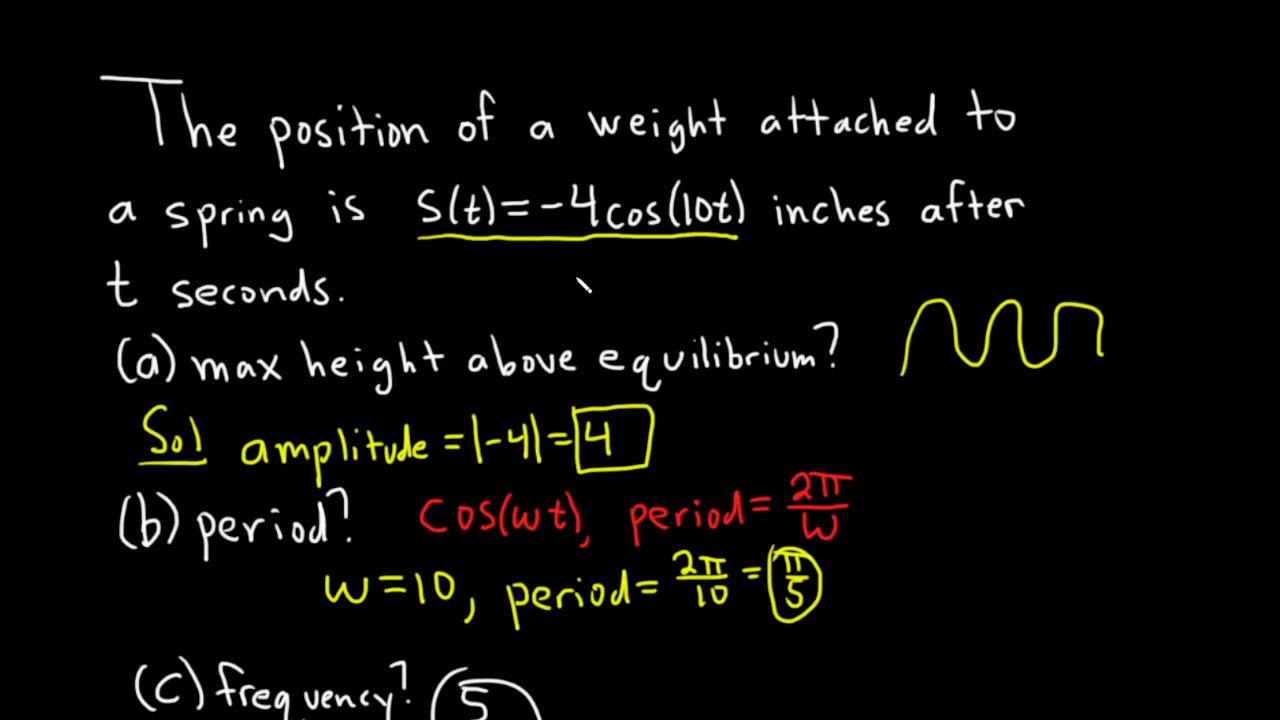 The position of a weight attached to
a spring is S(t)=-4cos(10t) inches after
t seconds.
(a) max height above equilibrium?
Sol amplitude = |-4| = 4
(b) period? cos(wt), period = 2π/w
w = 10, period = 2π/10 = π/5
(c) frequency? 5